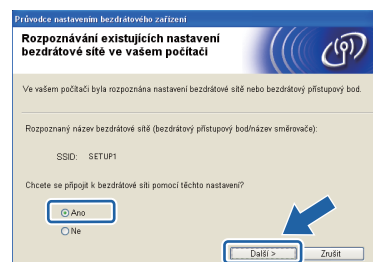 Průvodce nastavením bezdrátového zařízení
Rozpoznávání existujících nastavení
bezdrátové sítě ve vašem počítači
Ve vašem počítači byla rozpoznána nastavení bezdrátové sítě nebo bezdrátový přístupový bod.
Rozpoznaný název bezdrátové sítě (bezdrátový přístupový bod/název směrovače):
SSID: SETUP1
Chcete se připojit k bezdrátové síti pomocí těchto nastavení?
Ano
Ne
Další > Zrušit